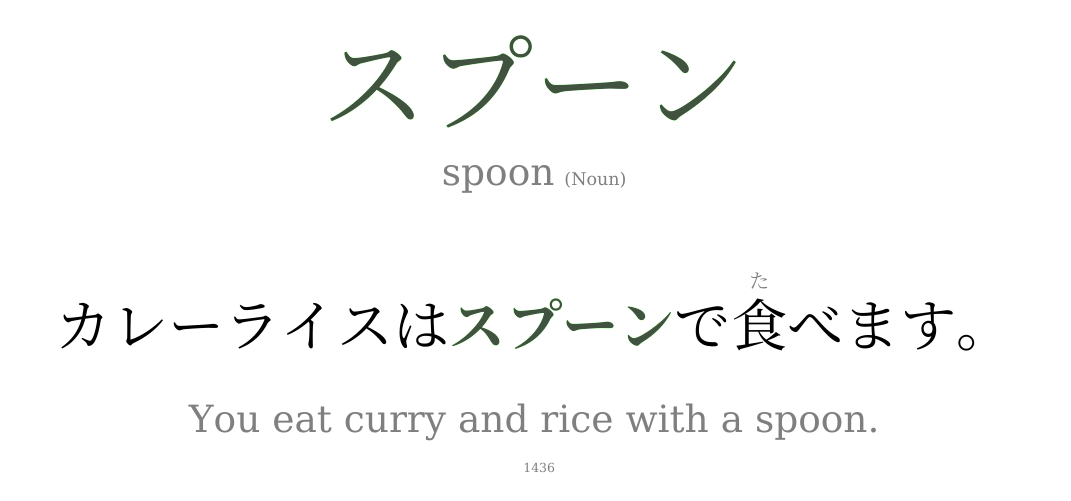 スプーン
spoon (Noun)
た
カレーライスはスプーンで食べます。
You eat curry and rice with a spoon.
1436